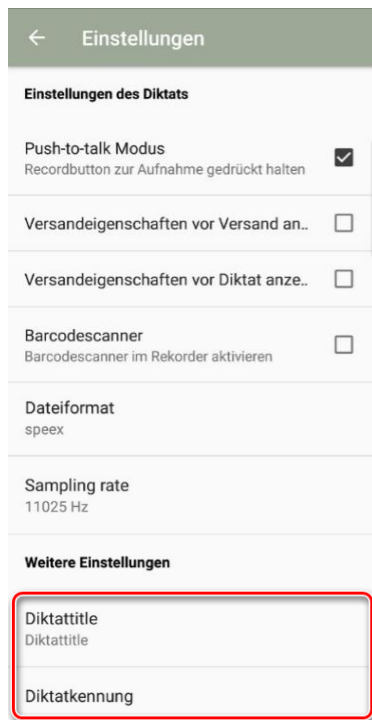 Einstellungen
Einstellungen des Diktats
Push-to-talk Modus
Recordbutton zur Aufnahme gedrückt halten
Versandeigenschaften vor Versand an..
Versandeigenschaften vor Diktat anze..
Barcodescanner
Barcodescanner im Rekorder aktivieren
Dateiformat
speex
Sampling rate
11025 Hz
Weitere Einstellungen
Diktattitle
Diktattitle
Diktatkennung